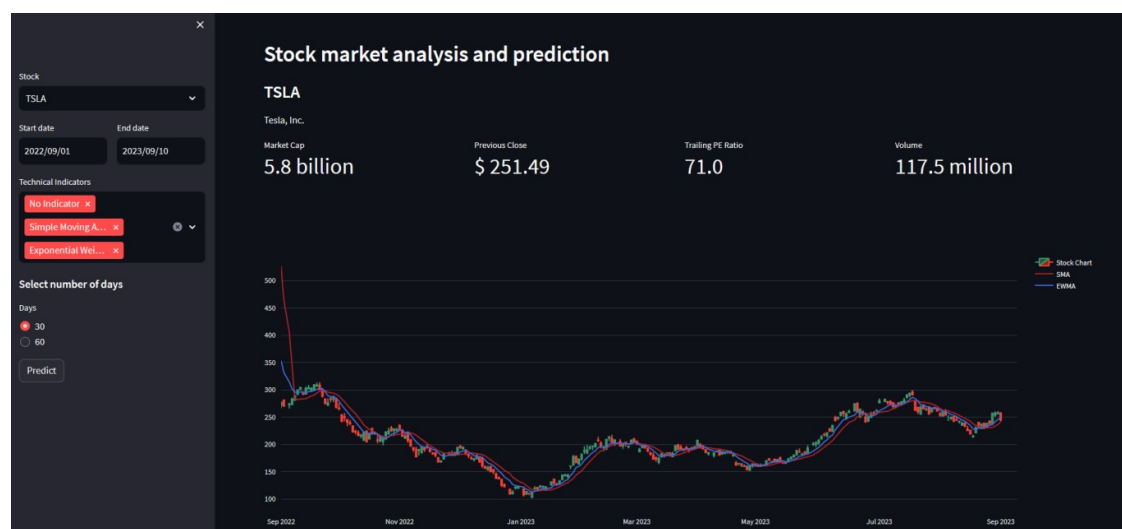 ×
Stock
TSLA
Start date End date
2022/09/01 2023/09/10
Technical Indicators
No Indicator ×
Simple Moving A... ×
Exponential Wei... ×
Select number of days
Days
30
60
Predict
Stock market analysis and prediction
TSLA
Tesla, Inc.
Market Cap Previous Close Trailing PE Ratio Volume
5.8 billion $ 251.49 71.0 117.5 million
Stock Chart
SMA
EWMA
500
450
400
350
300
250
200
150
100
Sep 2022 Nov 2022 Jan 2023 Mar 2023 May 2023 Jul 2023 Sep 2023